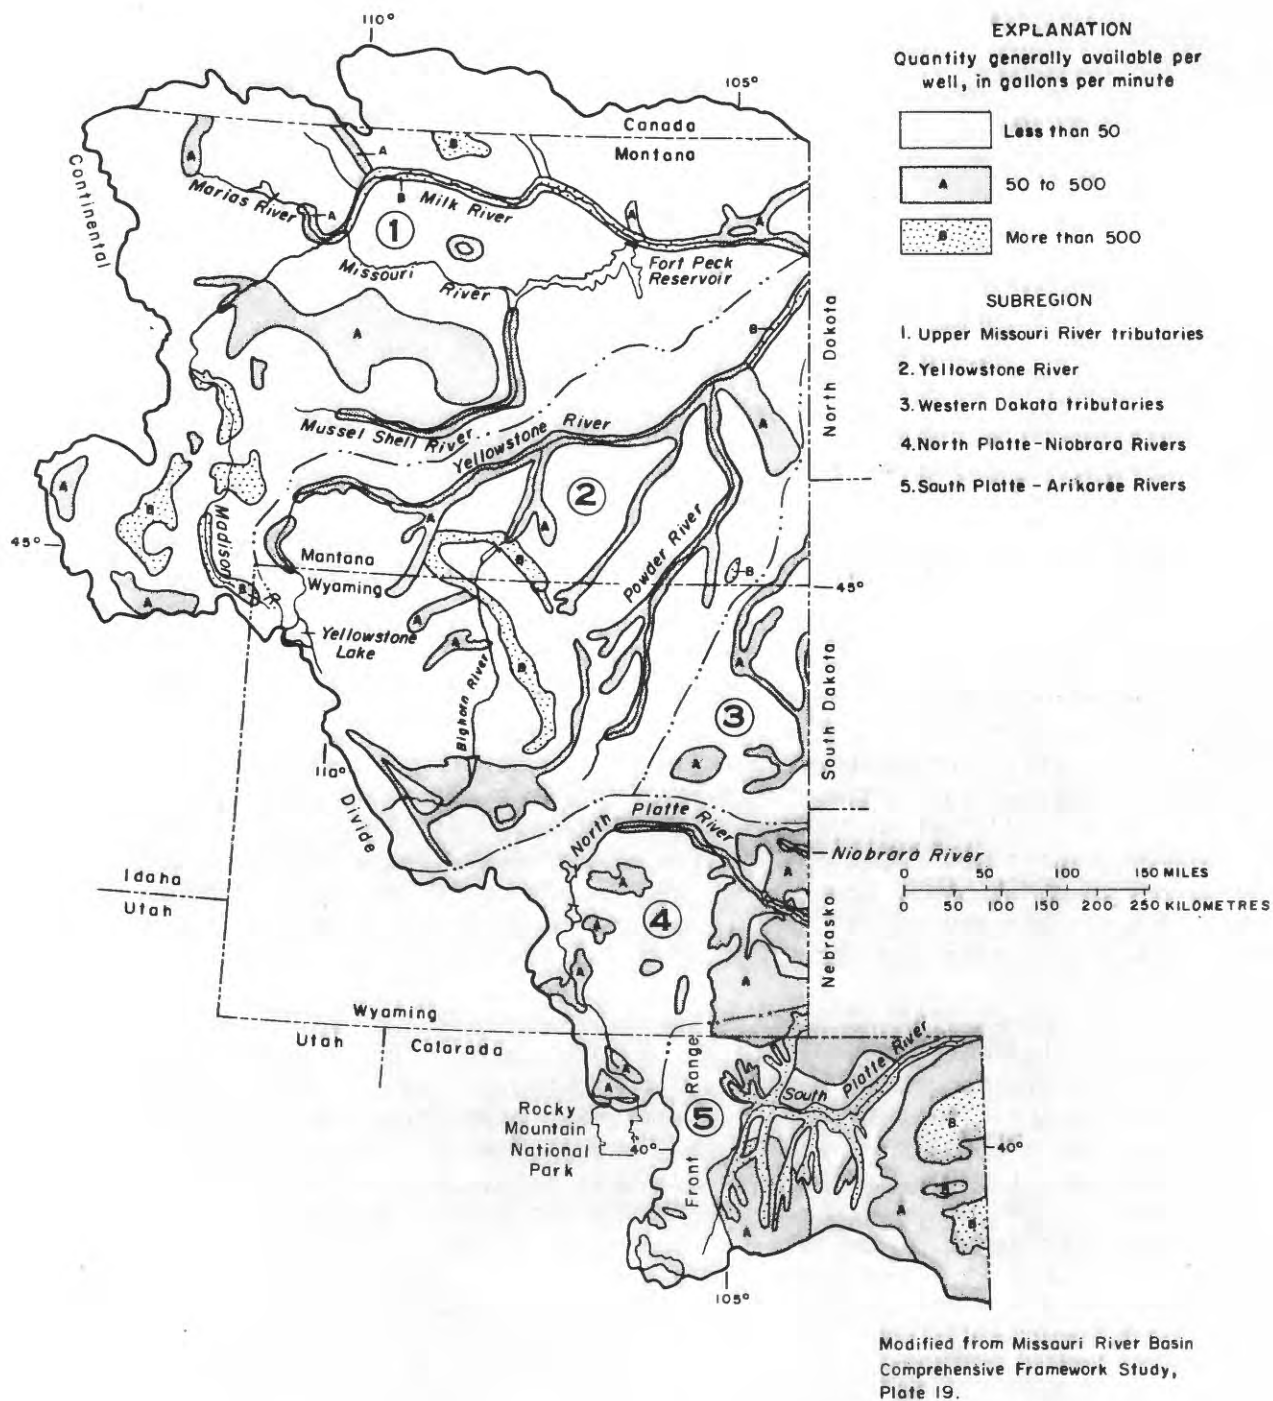 110°
105°
Canada
Montana
Continental
A
A
B
Marias River
A
B
Milk River
1
A
A
Missouri
River
Fort Peck
Reservoir
A
B
North Dakota
Mussel Shell River
Yellowstone
River
A
A
B
Madison
R.
B
A
45°
Montana
Wyoming
A
A
B
2
Powder River
B
45°
Yellowstone
Lake
A
A
B
Bighorn River
A
3
A
South Dakota
110°
Divide
North
Platte
River
Niobrara River
A
A
A
4
A
A
Nebraska
Idaho
Utah
Wyoming
Utah
Colorado
A
A
Rocky
Mountain
National
Park
40°
Front
Range
5
South
Platte
River
A
B
A
A
B
40°
105°
EXPLANATION
Quantity generally available per
well, in gallons per minute
Less than 50
A
50 to 500
B
More than 500
SUBREGION
1. Upper Missouri River tributaries
2. Yellowstone River
3. Western Dakota tributaries
4. North Platte-Niobrara Rivers
5. South Platte - Arikaree Rivers
0 50 100 150 MILES
0 50 100 150 200 250 KILOMETRES
Modified from Missouri River Basin
Comprehensive Framework Study,
Plate 19.